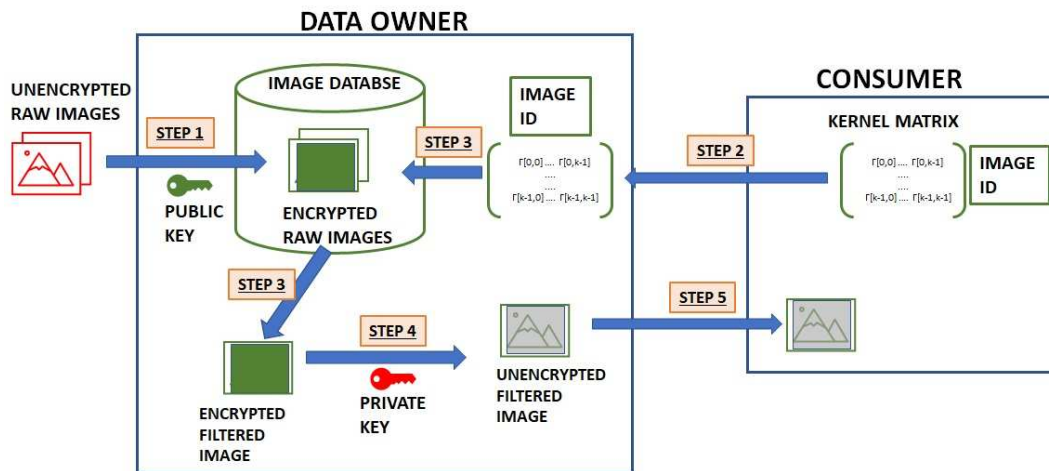 DATA OWNER
UNENCRYPTED
RAW IMAGES
STEP 1
PUBLIC
KEY
IMAGE DATABSE
ENCRYPTED
RAW IMAGES
STEP 3
IMAGE
ID
Γ[0,0] .... Γ[0,k-1]
....
....
Γ[k-1,0] .... Γ[k-1,k-1]
STEP 2
CONSUMER
KERNEL MATRIX
Γ[0,0] .... Γ[0,k-1]
....
....
Γ[k-1,0] .... Γ[k-1,k-1]
IMAGE
ID
STEP 3
ENCRYPTED
FILTERED
IMAGE
STEP 4
PRIVATE
KEY
UNENCRYPTED
FILTERED
IMAGE
STEP 5